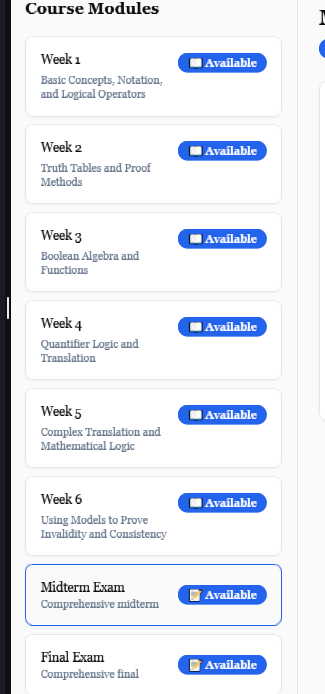 Course Modules
Week 1
Available
Basic Concepts, Notation,
and Logical Operators
Week 2
Available
Truth Tables and Proof
Methods
Week 3
Available
Boolean Algebra and
Functions
Week 4
Available
Quantifier Logic and
Translation
Week 5
Available
Complex Translation and
Mathematical Logic
Week 6
Available
Using Models to Prove
Invalidity and Consistency
Midterm Exam
Available
Comprehensive midterm
Final Exam
Available
Comprehensive final